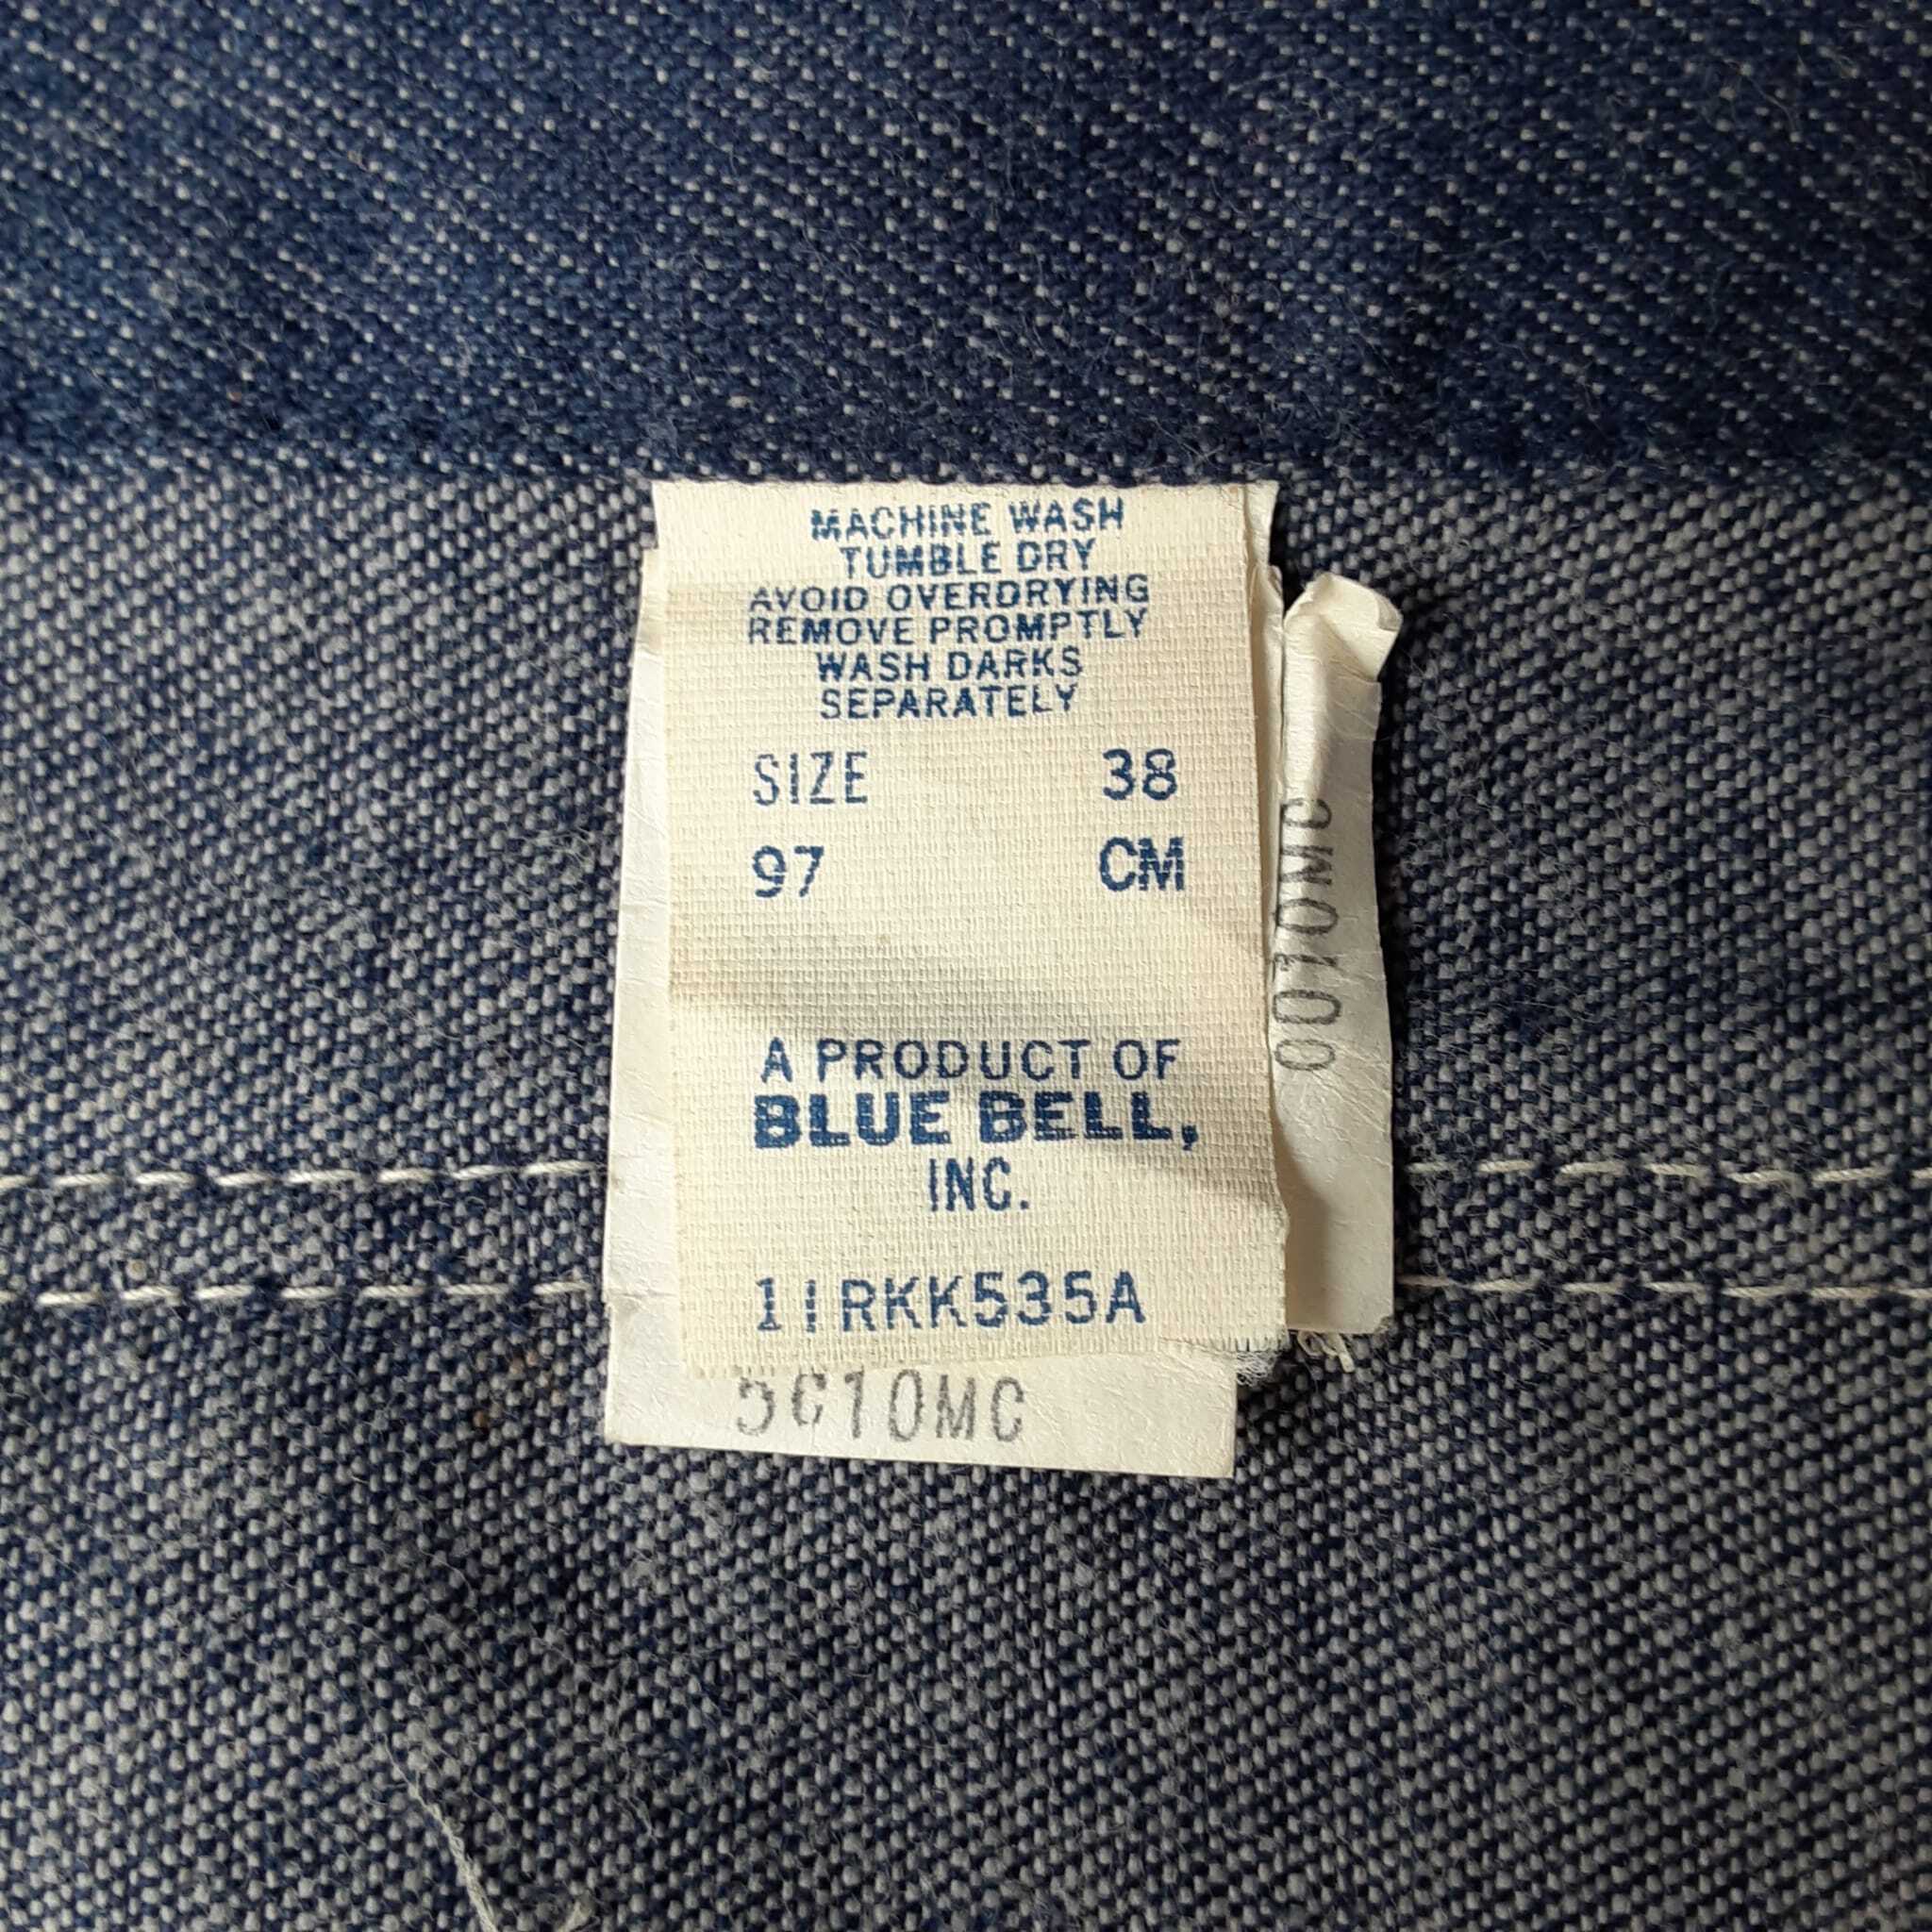 MACHINE WASH
TUMBLE DRY
AVOID OVERDRYING
REMOVE PROMPTLY
WASH DARKS
SEPARATELY
SIZE 38
97 CM
A PRODUCT OF
BLUE BELL,
INC.
11RKK535A
5C10MC
0010MC